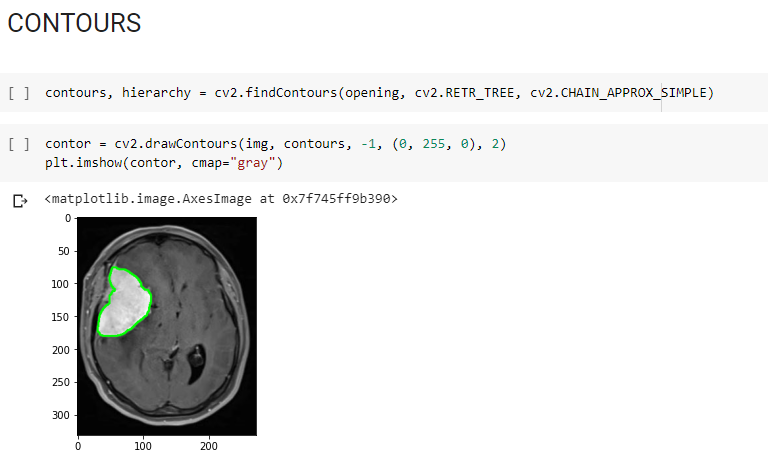 CONTOURS
[ ] contours, hierarchy = cv2.findContours(opening, cv2.RETR_TREE, cv2.CHAIN_APPROX_SIMPLE)
[ ] contor = cv2.drawContours(img, contours, -1, (0, 255, 0), 2)
plt.imshow(contor, cmap="gray")
<matplotlib.image.AxesImage at 0x7f745ff9b390>
0
50
100
150
200
250
300
0 100 200